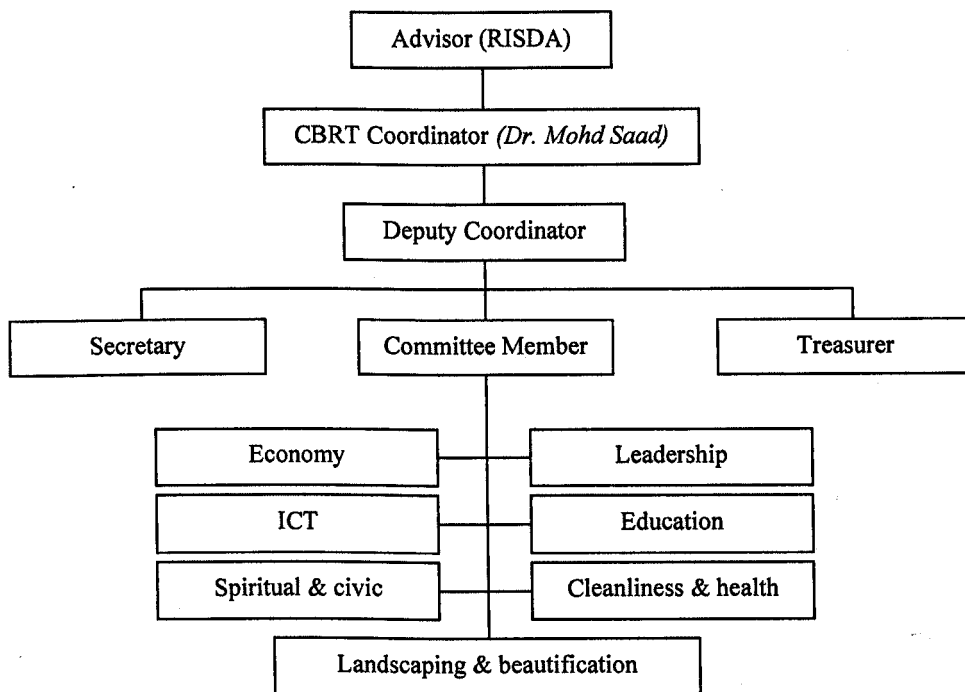 Advisor (RISDA)
CBRT Coordinator (Dr. Mohd Saad)
Deputy Coordinator
Secretary
Committee Member
Treasurer
Economy
Leadership
ICT
Education
Spiritual & civic
Cleanliness & health
Landscaping & beautification